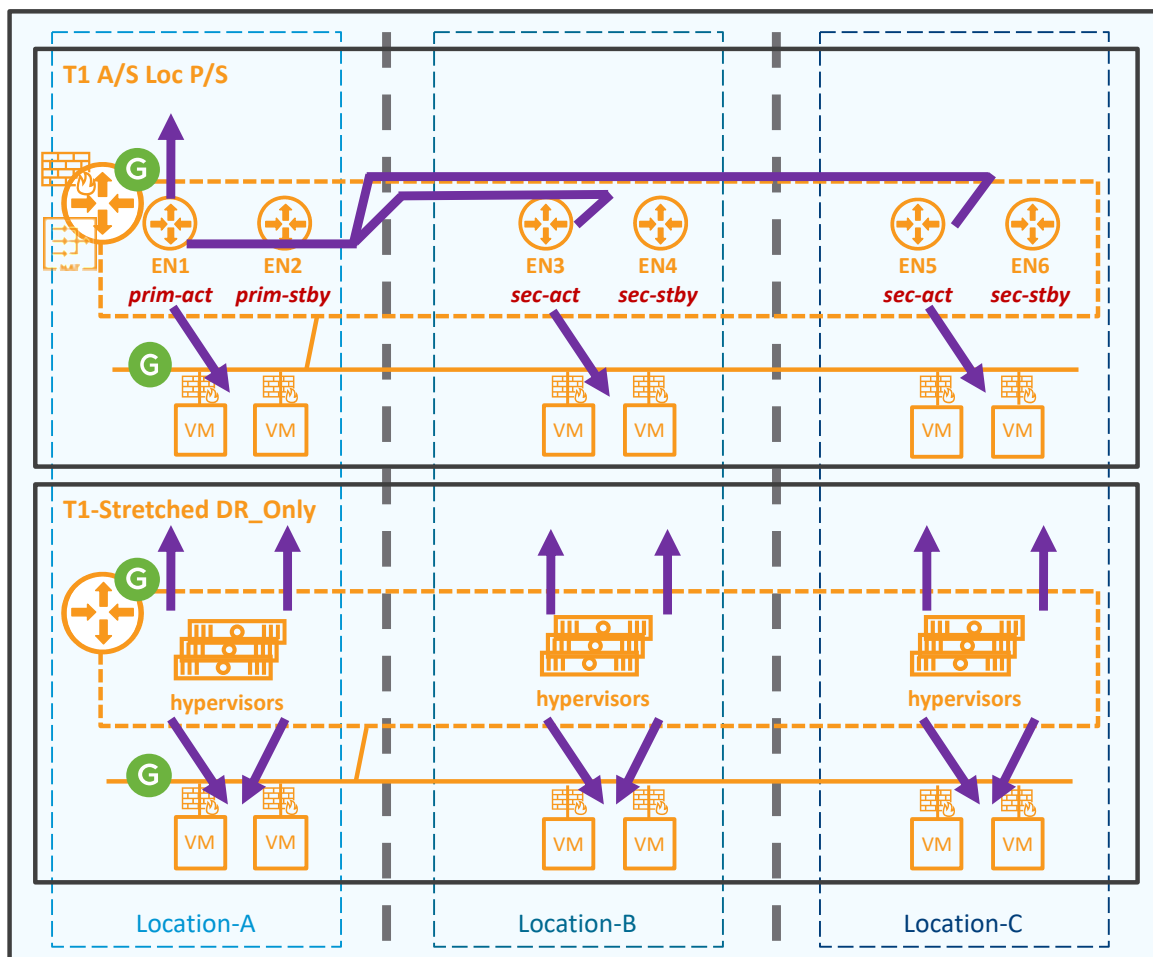 T1 A/S Loc P/S
G
NAT
EN1 EN2 EN3 EN4 EN5 EN6
prim-act prim-stby sec-act sec-stby sec-act sec-stby
G
VM VM VM VM VM VM
T1-Stretched DR_Only
G
hypervisors hypervisors hypervisors
G
VM VM VM VM VM VM
Location-A Location-B Location-C